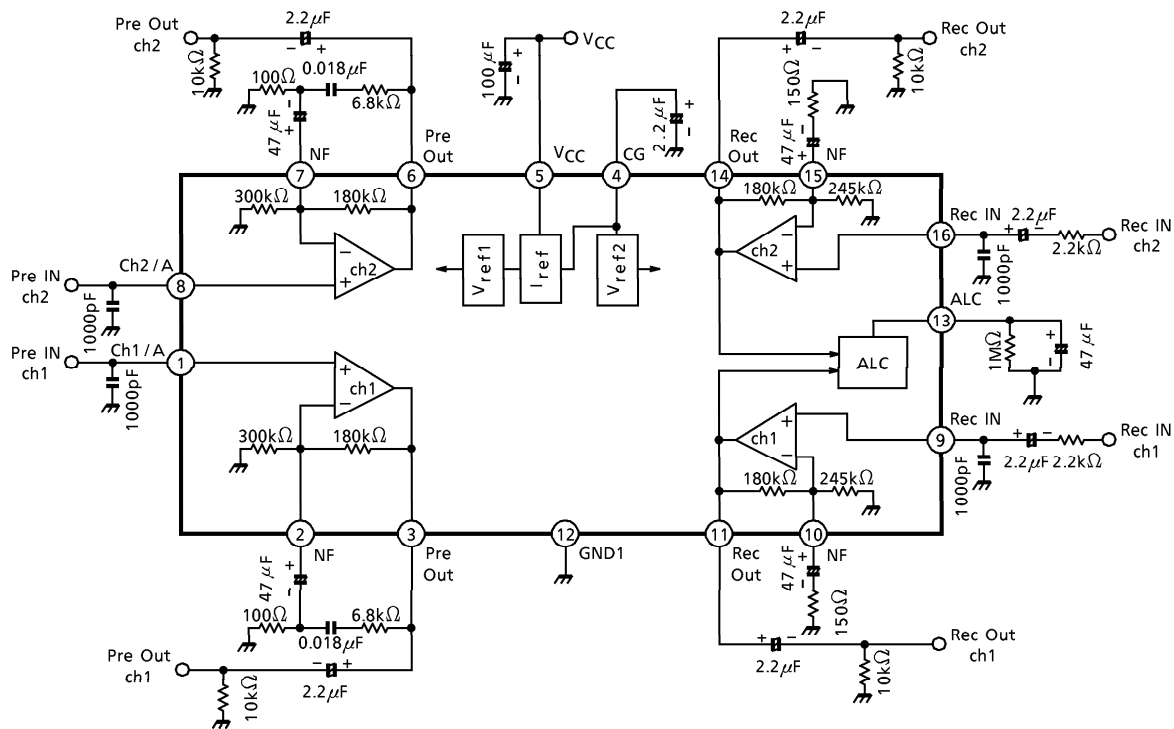 Pre Out
ch2
2.2μF
− +
10kΩ
100Ω
0.018μF
6.8kΩ
− +
47μF
Pre
Out
NF
7
6
VCC
100μF
+ −
VCC
5
CG
4
2.2μF
+ −
2.2μF
+ −
Rec Out
ch2
10kΩ
150Ω
47μF
− +
Rec
Out
NF
14
15
300kΩ
180kΩ
−
+
ch2
Vref1
Iref
Vref2
180kΩ
245kΩ
−
+
ch2
Rec IN
16
2.2μF
+ −
2.2kΩ
1000pF
Rec IN
ch2
Pre IN
ch2
Ch2/A
8
1000pF
Pre IN
ch1
Ch1/A
1
1000pF
+
−
ch1
300kΩ
180kΩ
ALC
ALC
13
1MΩ
+ −
47μF
+
−
ch1
180kΩ
245kΩ
Rec IN
9
+ −
2.2μF
2.2kΩ
1000pF
Rec IN
ch1
2
NF
3
Pre
Out
12
GND1
11
Rec
Out
10
NF
47μF
+ −
100Ω
0.018μF
6.8kΩ
Pre Out
ch1
− +
2.2μF
10kΩ
47μF
+ −
150Ω
+ −
2.2μF
10kΩ
Rec Out
ch1